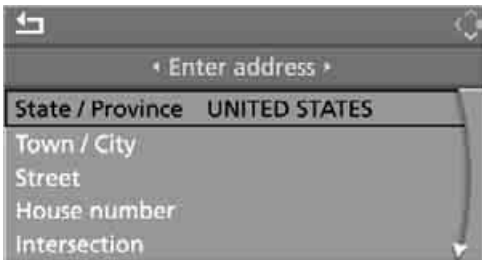 Enter address
State / Province UNITED STATES
Town / City
Street
House number
Intersection